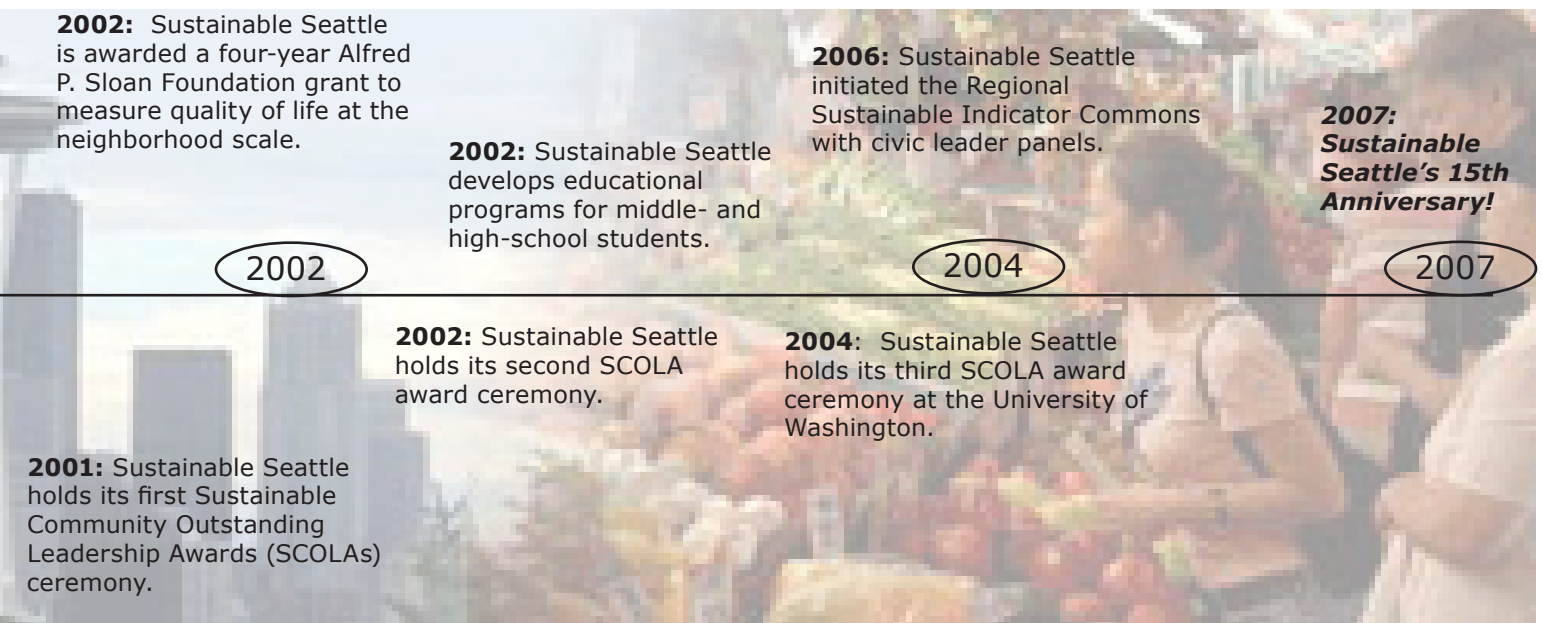 2002: Sustainable Seattle
is awarded a four-year Alfred
P. Sloan Foundation grant to
measure quality of life at the
neighborhood scale.
2002: Sustainable Seattle
develops educational
programs for middle- and
high-school students.
2006: Sustainable Seattle
initiated the Regional
Sustainable Indicator Commons
with civic leader panels.
2007:
Sustainable
Seattle's 15th
Anniversary!
2002
2004
2007
2001: Sustainable Seattle
holds its first Sustainable
Community Outstanding
Leadership Awards (SCOLAs)
ceremony.
2002: Sustainable Seattle
holds its second SCOLA
award ceremony.
2004: Sustainable Seattle
holds its third SCOLA award
ceremony at the University of
Washington.